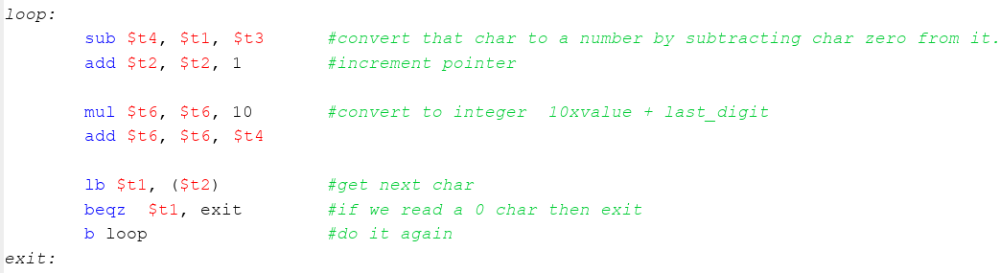 loop:
sub $t4, $t1, $t3 #convert that char to a number by subtracting char zero from it.
add $t2, $t2, 1 #increment pointer
mul $t6, $t6, 10 #convert to integer 10xvalue + last_digit
add $t6, $t6, $t4
lb $t1, ($t2) #get next char
beqz $t1, exit #if we read a 0 char then exit
b loop #do it again
exit: